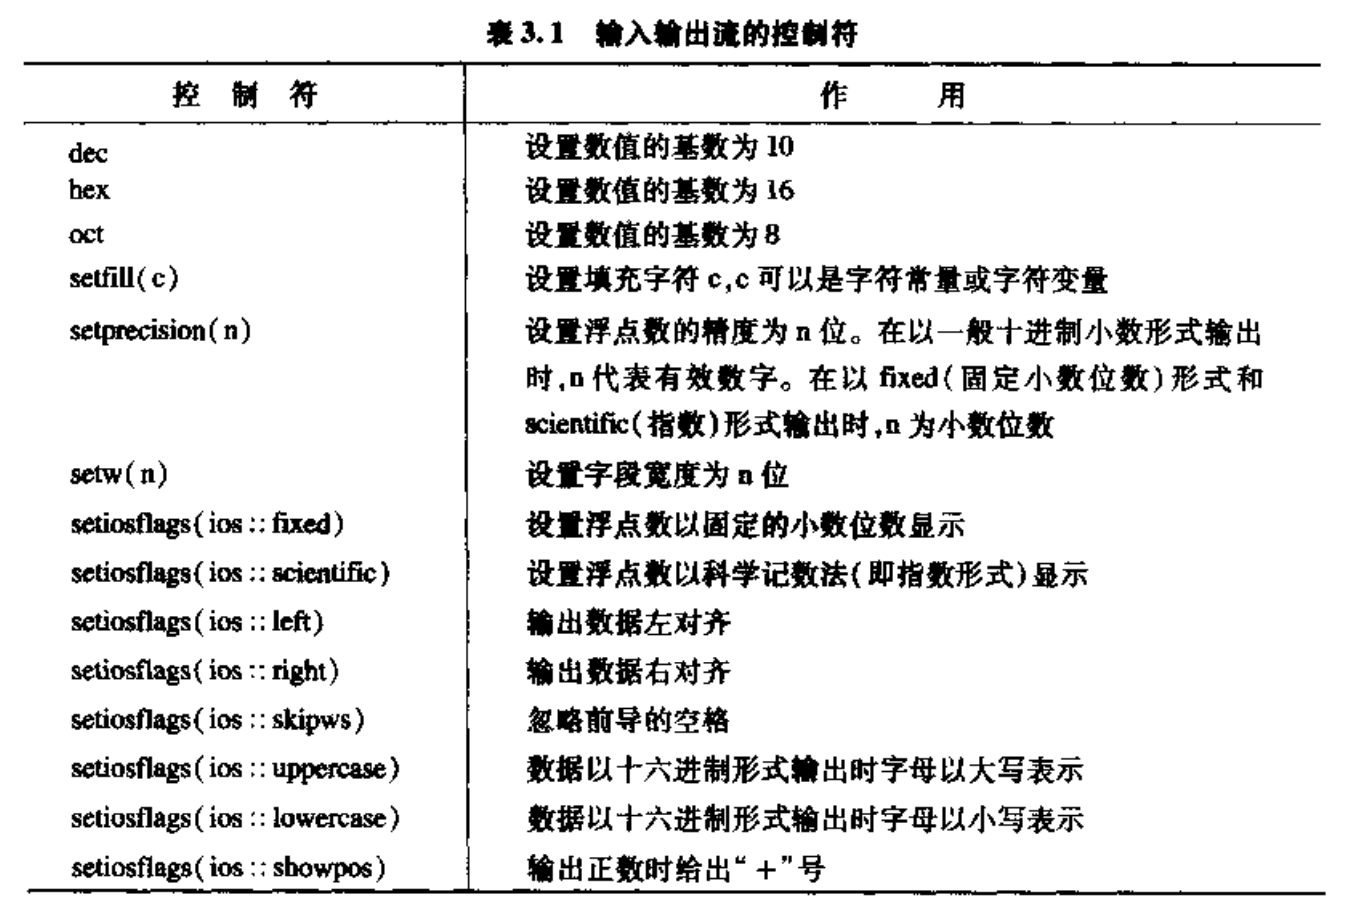 表 3.1 输入输出流的控制符
控 制 符 作 用
dec 设置数值的基数为 10
hex 设置数值的基数为 16
oct 设置数值的基数为 8
setfill(c) 设置填充字符 c,c 可以是字符常量或字符变量
setprecision(n) 设置浮点数的精度为 n 位。在以一般十进制小数形式输出
时,n 代表有效数字。在以 fixed(固定小数位数)形式和
scientific(指数)形式输出时,n 为小数位数
setw(n) 设置字段宽度为 n 位
setiosflags(ios::fixed) 设置浮点数以固定的小数位数显示
setiosflags(ios::scientific) 设置浮点数以科学记数法(即指数形式)显示
setiosflags(ios::left) 输出数据左对齐
setiosflags(ios::right) 输出数据右对齐
setiosflags(ios::skipws) 忽略前导的空格
setiosflags(ios::uppercase) 数据以十六进制形式输出时字母以大写表示
setiosflags(ios::lowercase) 数据以十六进制形式输出时字母以小写表示
setiosflags(ios::showpos) 输出正数时给出“+”号